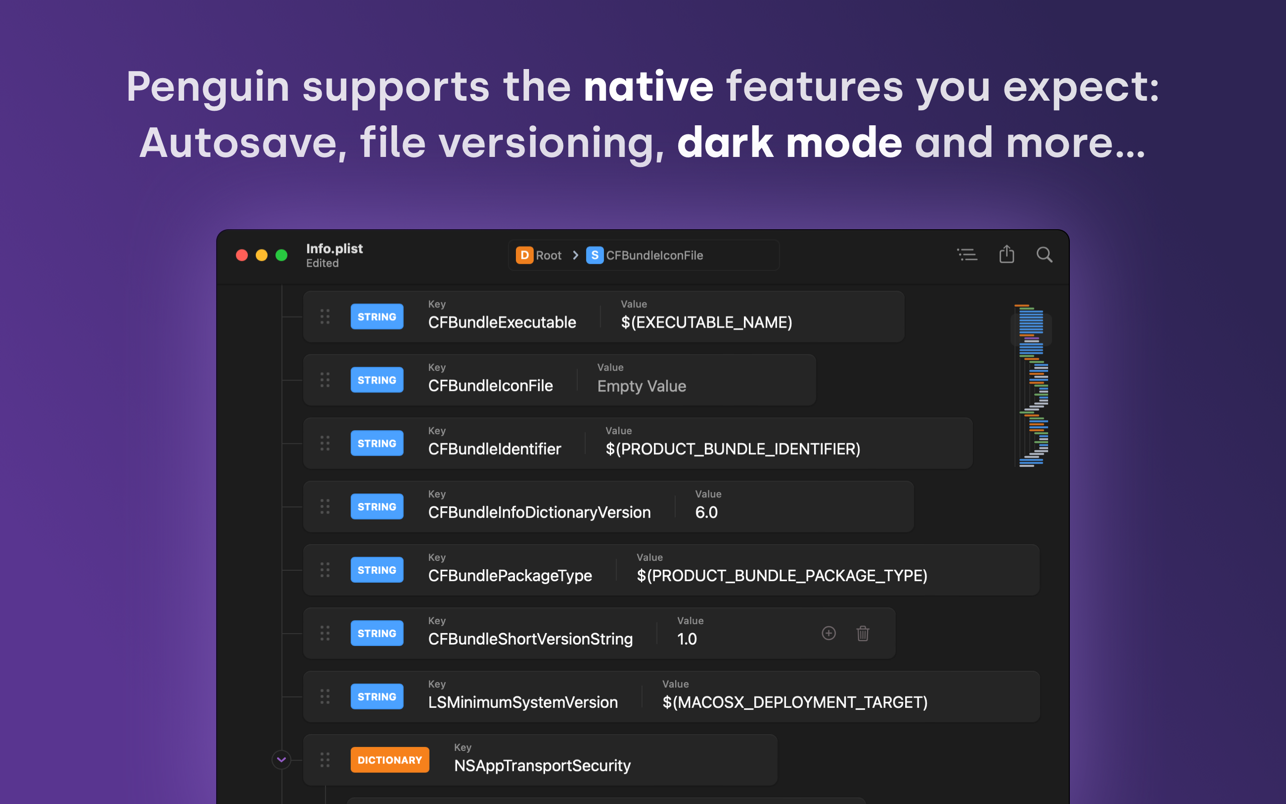 Penguin supports the native features you expect:
Autosave, file versioning, dark mode and more...
Info.plist
Edited
D Root > S CFBundleIconFile
Key Value
STRING CFBundleExecutable $(EXECUTABLE_NAME)
Key Value
STRING CFBundleIconFile Empty Value
Key Value
STRING CFBundleIdentifier $(PRODUCT_BUNDLE_IDENTIFIER)
Key Value
STRING CFBundleInfoDictionaryVersion 6.0
Key Value
STRING CFBundlePackageType $(PRODUCT_BUNDLE_PACKAGE_TYPE)
Key Value
STRING CFBundleShortVersionString 1.0
Key Value
STRING LSMinimumSystemVersion $(MACOSX_DEPLOYMENT_TARGET)
Key
DICTIONARY NSAppTransportSecurity